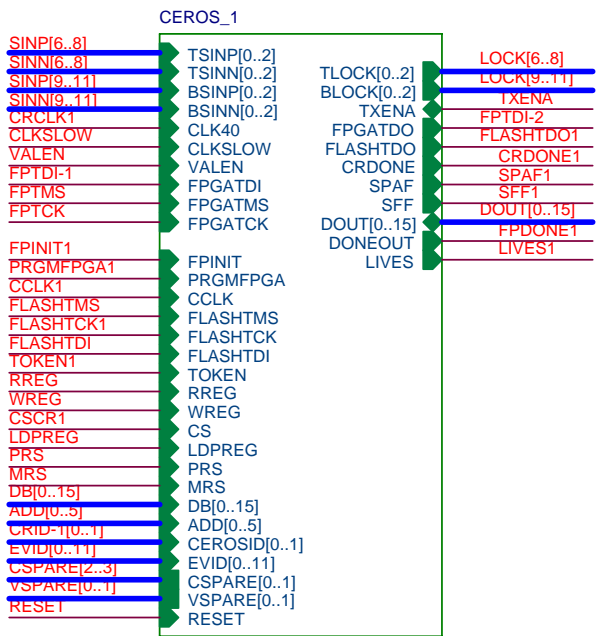 CEROS_1
SINP[6..8]
SINN[6..8]
SINP[9..11]
SINN[9..11]
CRCLK1
CLKSLOW
VALEN
FPTDI-1
FPTMS
FPTCK
FPINIT1
PRGMFPGA1
CCLK1
FLASHTMS
FLASHTCK1
FLASHTDI
TOKEN1
RREG
WREG
CSCR1
LDPREG
PRS
MRS
DB[0..15]
ADD[0..5]
CRID-1[0..1]
EVID[0..11]
CSPARE[2..3]
VSPARE[0..1]
RESET
TSINP[0..2]
TSINN[0..2]
BSINP[0..2]
BSINN[0..2]
CLK40
CLKSLOW
VALEN
FPGATDI
FPGATMS
FPGATCK
FPINIT
PRGMFPGA
CCLK
FLASHTMS
FLASHTCK
FLASHTDI
TOKEN
RREG
WREG
CS
LDPREG
PRS
MRS
DB[0..15]
ADD[0..5]
CEROSID[0..1]
EVID[0..11]
CSPARE[0..1]
VSPARE[0..1]
RESET
TLOCK[0..2]
BLOCK[0..2]
TXENA
FPGATDO
FLASHTDO
CRDONE
SPAF
SFF
DOUT[0..15]
DONEOUT
LIVES
LOCK[6..8]
LOCK[9..11]
TXENA
FPTDI-2
FLASHTDO1
CRDONE1
SPAF1
SFF1
DOUT[0..15]
FPDONE1
LIVES1